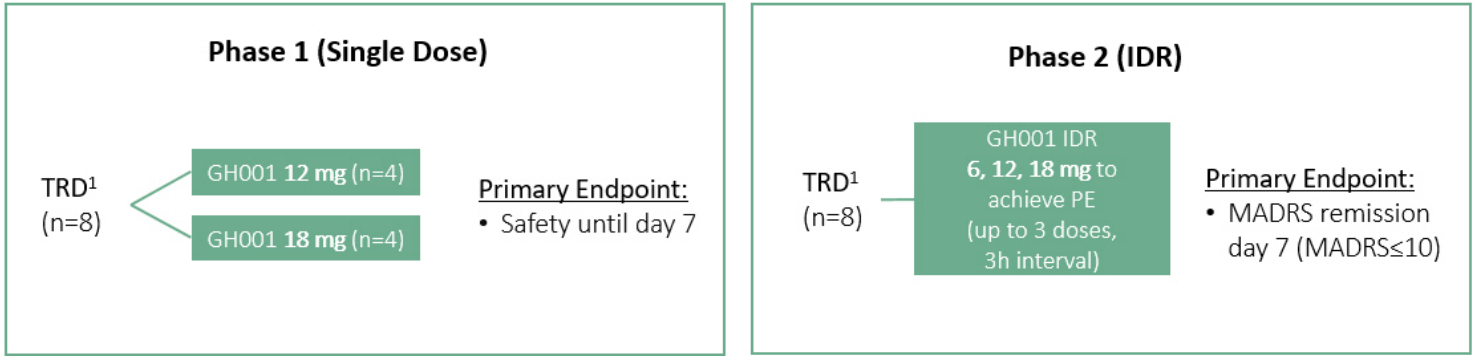 Phase 1 (Single Dose)
TRD¹
(n=8)
GH001 12 mg (n=4)
GH001 18 mg (n=4)
Primary Endpoint:
• Safety until day 7
Phase 2 (IDR)
TRD¹
(n=8)
GH001 IDR
6, 12, 18 mg to
achieve PE
(up to 3 doses,
3h interval)
Primary Endpoint:
• MADRS remission
day 7 (MADRS≤10)